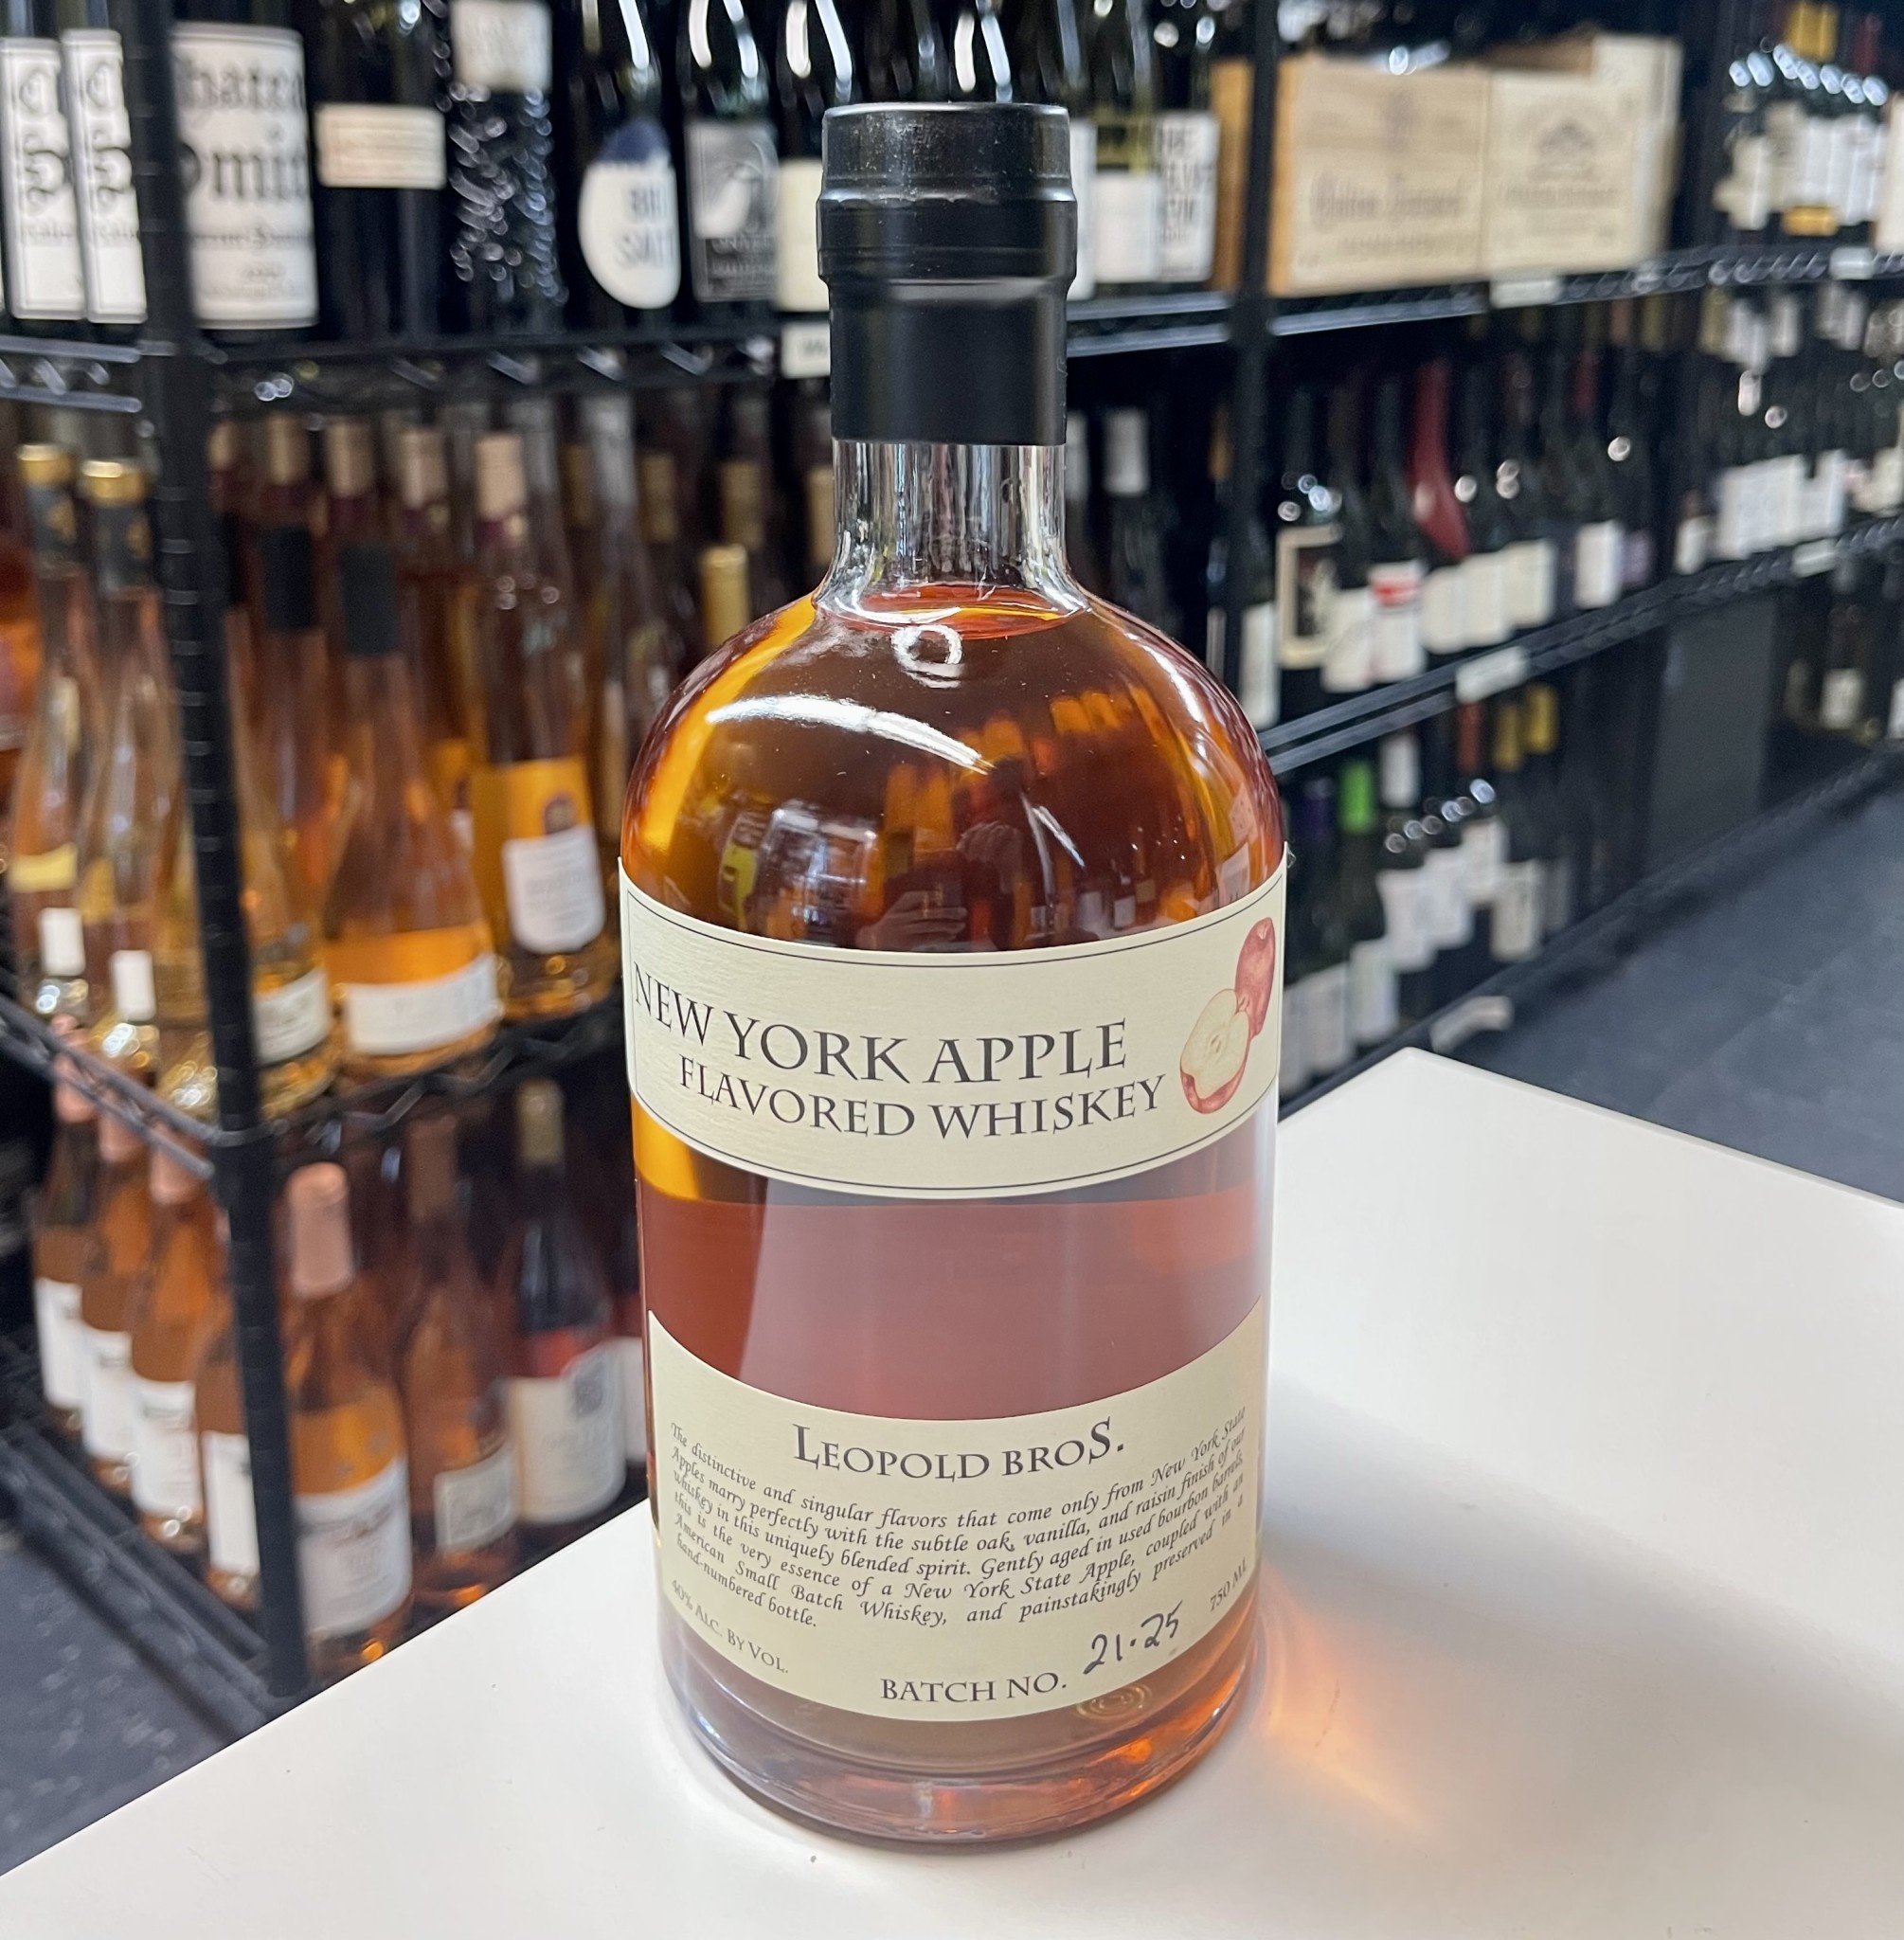 NEW YORK APPLE
FLAVORED WHISKEY
LEOPOLD BROS.
The distinctive and singular flavors that come only from New York State
Apples marry perfectly with the subtle oak, vanilla, and raisin finish of our
whiskey in this uniquely blended spirit. Gently aged in used bourbon barrels,
this is the very essence of a New York State Apple, coupled with an
American Small Batch Whiskey, and painstakingly preserved in a
hand-numbered bottle.
40% ALC. BY VOL.
BATCH NO. 21·25
750 ML